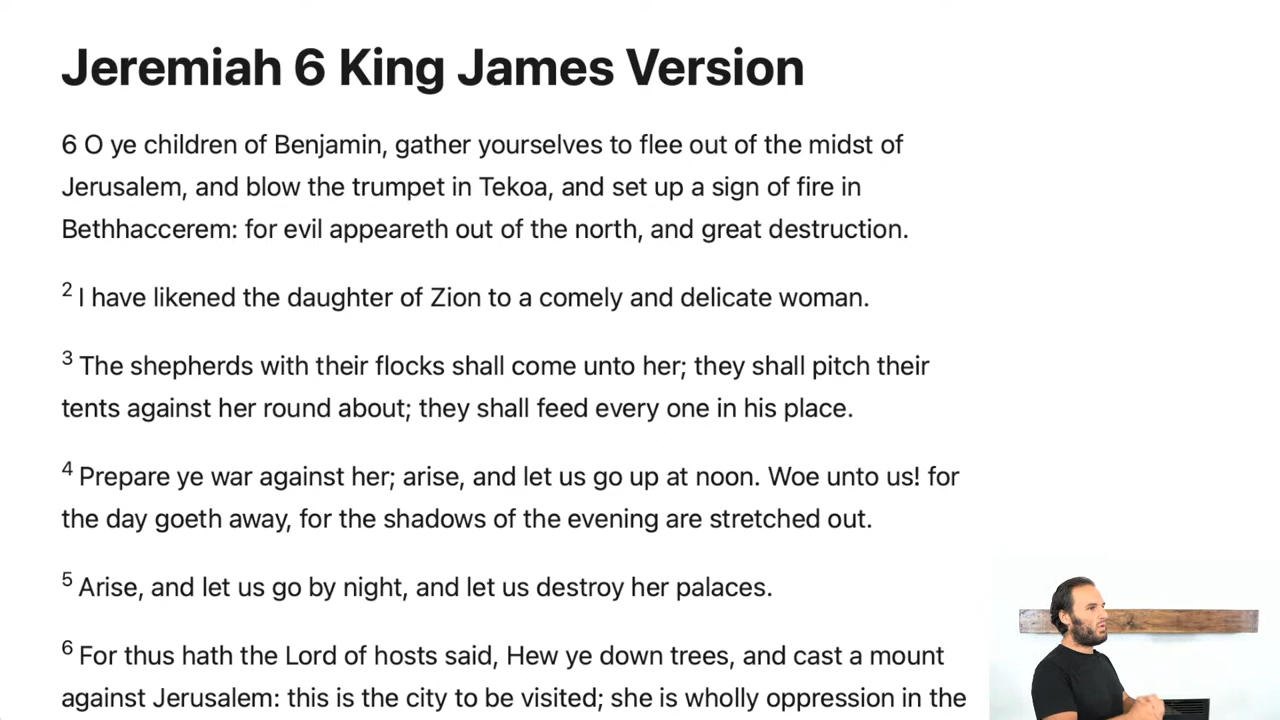 Jeremiah 6 King James Version
6 O ye children of Benjamin, gather yourselves to flee out of the midst of
Jerusalem, and blow the trumpet in Tekoa, and set up a sign of fire in
Bethhaccerem: for evil appeareth out of the north, and great destruction.
2 I have likened the daughter of Zion to a comely and delicate woman.
3 The shepherds with their flocks shall come unto her; they shall pitch their
tents against her round about; they shall feed every one in his place.
4 Prepare ye war against her; arise, and let us go up at noon. Woe unto us! for
the day goeth away, for the shadows of the evening are stretched out.
5 Arise, and let us go by night, and let us destroy her palaces.
6 For thus hath the Lord of hosts said, Hew ye down trees, and cast a mount
against Jerusalem: this is the city to be visited; she is wholly oppression in the